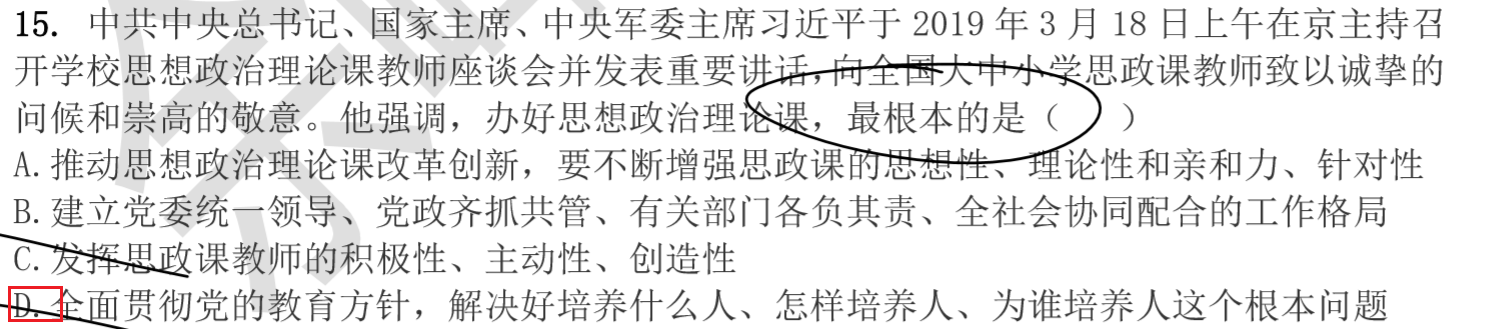 15. 中共中央总书记、国家主席、中央军委主席习近平于 2019 年 3 月 18 日上午在京主持召
开学校思想政治理论课教师座谈会并发表重要讲话,向全国大中小学思政课教师致以诚挚的
问候和崇高的敬意。他强调，办好思想政治理论课，最根本的是（ ）
A.推动思想政治理论课改革创新，要不断增强思政课的思想性、理论性和亲和力、针对性
B.建立党委统一领导、党政齐抓共管、有关部门各负其责、全社会协同配合的工作格局
C.发挥思政课教师的积极性、主动性、创造性
D.全面贯彻党的教育方针，解决好培养什么人、怎样培养人、为谁培养人这个根本问题